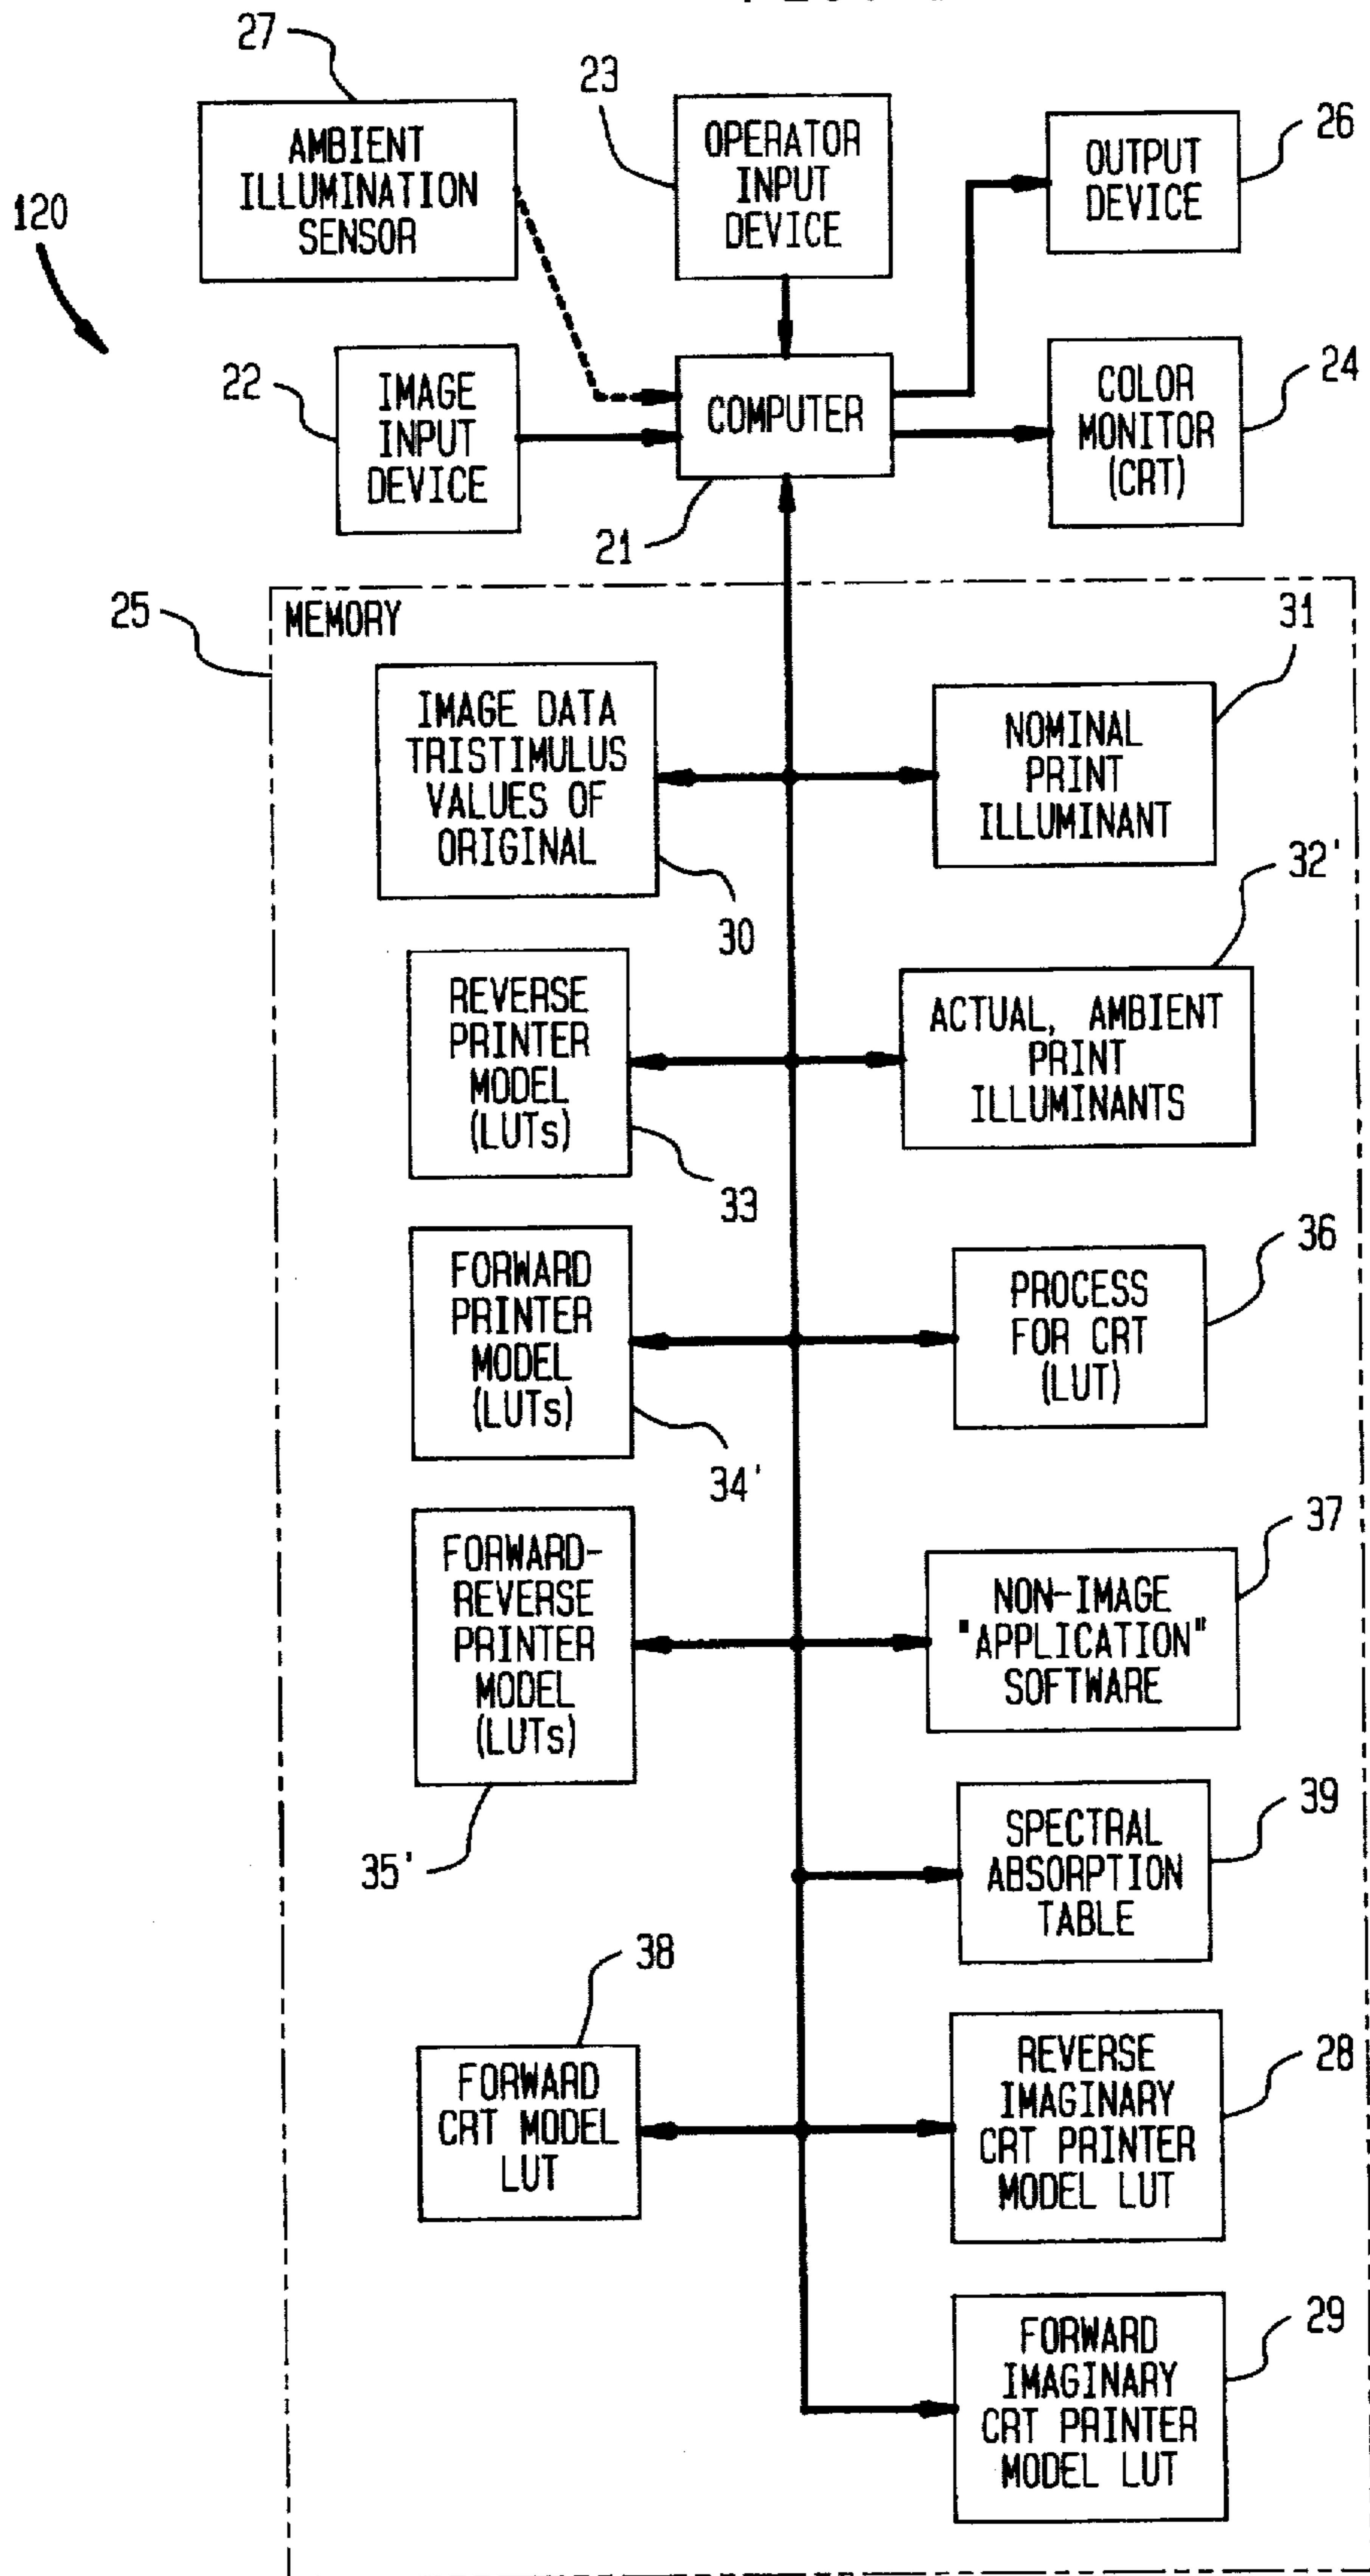 27
AMBIENT
ILLUMINATION
SENSOR
23
OPERATOR
INPUT
DEVICE
OUTPUT
DEVICE
26
120
22
IMAGE
INPUT
DEVICE
COMPUTER
21
COLOR
MONITOR
(CRT)
24
25
MEMORY
IMAGE DATA
TRISTIMULUS
VALUES OF
ORIGINAL
30
NOMINAL
PRINT
ILLUMINANT
31
REVERSE
PRINTER
MODEL
(LUTs)
33
ACTUAL, AMBIENT
PRINT
ILLUMINANTS
32'
FORWARD
PRINTER
MODEL
(LUTs)
34'
PROCESS
FOR CRT
(LUT)
36
FORWARD-
REVERSE
PRINTER
MODEL
(LUTs)
35'
NON-IMAGE
"APPLICATION"
SOFTWARE
37
SPECTRAL
ABSORPTION
TABLE
39
38
FORWARD
CRT MODEL
LUT
REVERSE
IMAGINARY
CRT PRINTER
MODEL LUT
28
FORWARD
IMAGINARY
CRT PRINTER
MODEL LUT
29